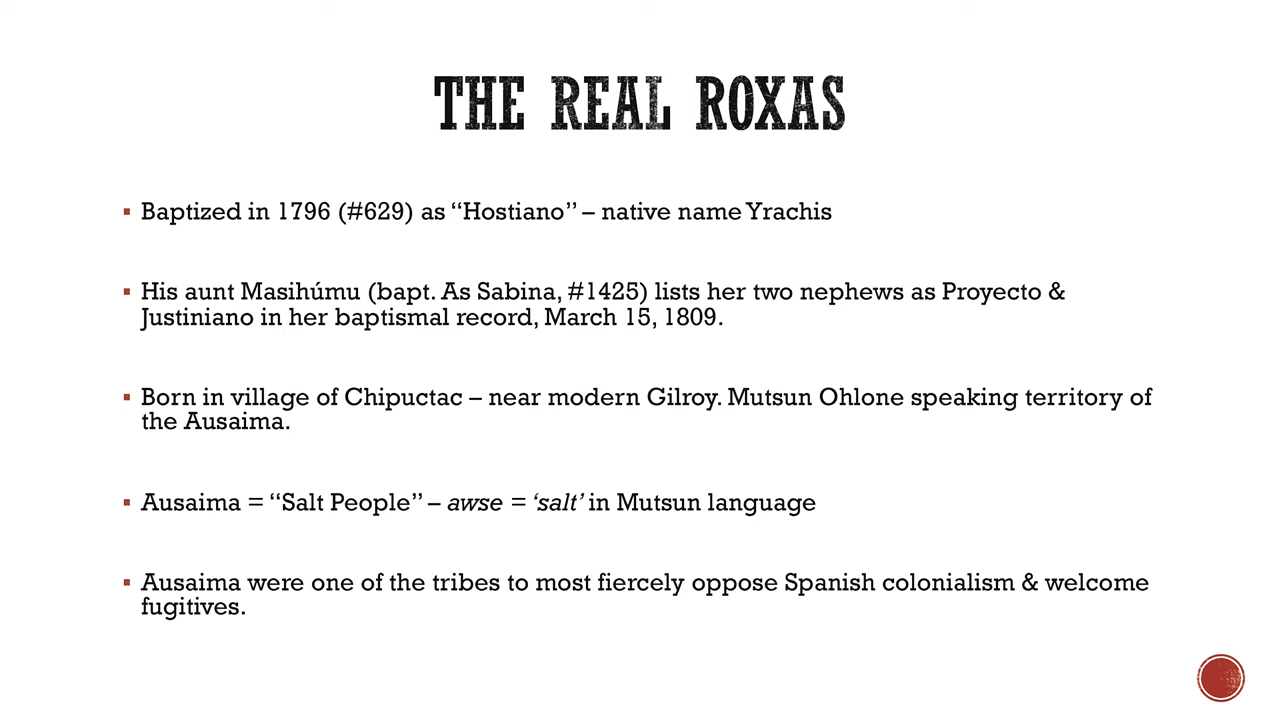 THE REAL ROXAS
▪ Baptized in 1796 (#629) as “Hostiano” – native name Yrachis
▪ His aunt Masihúmu (bapt. As Sabina, #1425) lists her two nephews as Proyecto &
Justiniano in her baptismal record, March 15, 1809.
▪ Born in village of Chipuctac – near modern Gilroy. Mutsun Ohlone speaking territory of
the Ausaima.
▪ Ausaima = “Salt People” – awse = ‘salt’ in Mutsun language
▪ Ausaima were one of the tribes to most fiercely oppose Spanish colonialism & welcome
fugitives.